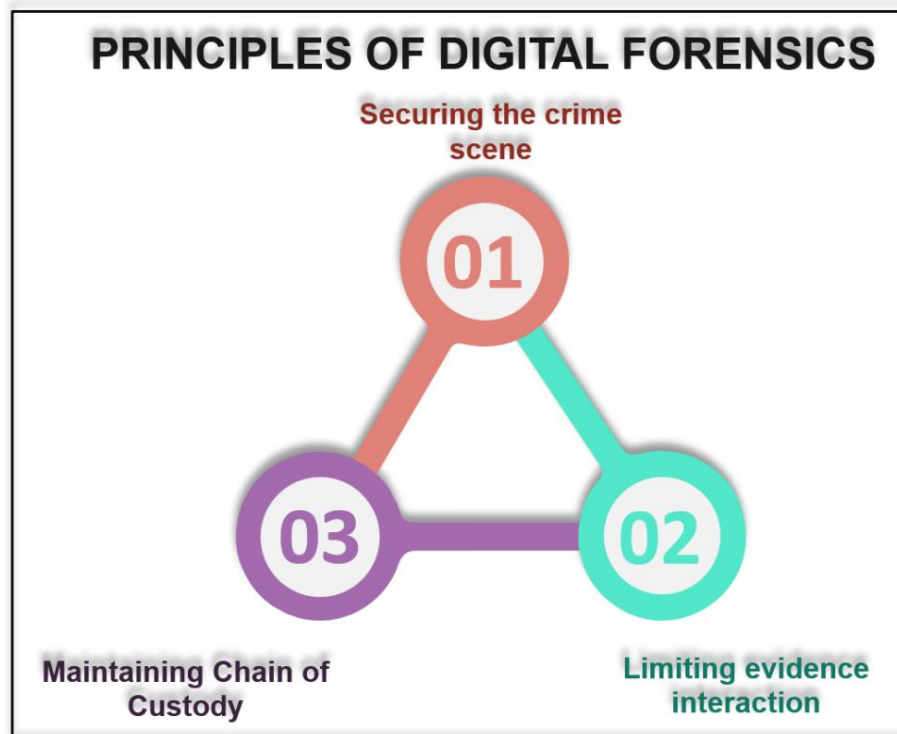 PRINCIPLES OF DIGITAL FORENSICS
Securing the crime
scene
01
03
02
Maintaining Chain of
Custody
Limiting evidence
interaction